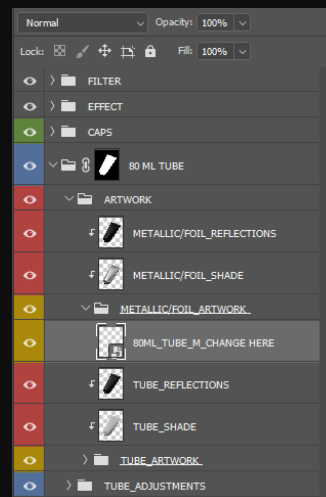 Normal Opacity: 100%
Lock: Fill: 100%
FILTER
EFFECT
CAPS
80 ML TUBE
ARTWORK
METALLIC/FOIL_REFLECTIONS
METALLIC/FOIL_SHADE
METALLIC/FOIL_ARTWORK
80ML_TUBE_M_CHANGE HERE
TUBE_REFLECTIONS
TUBE_SHADE
TUBE_ARTWORK
TUBE_ADJUSTMENTS